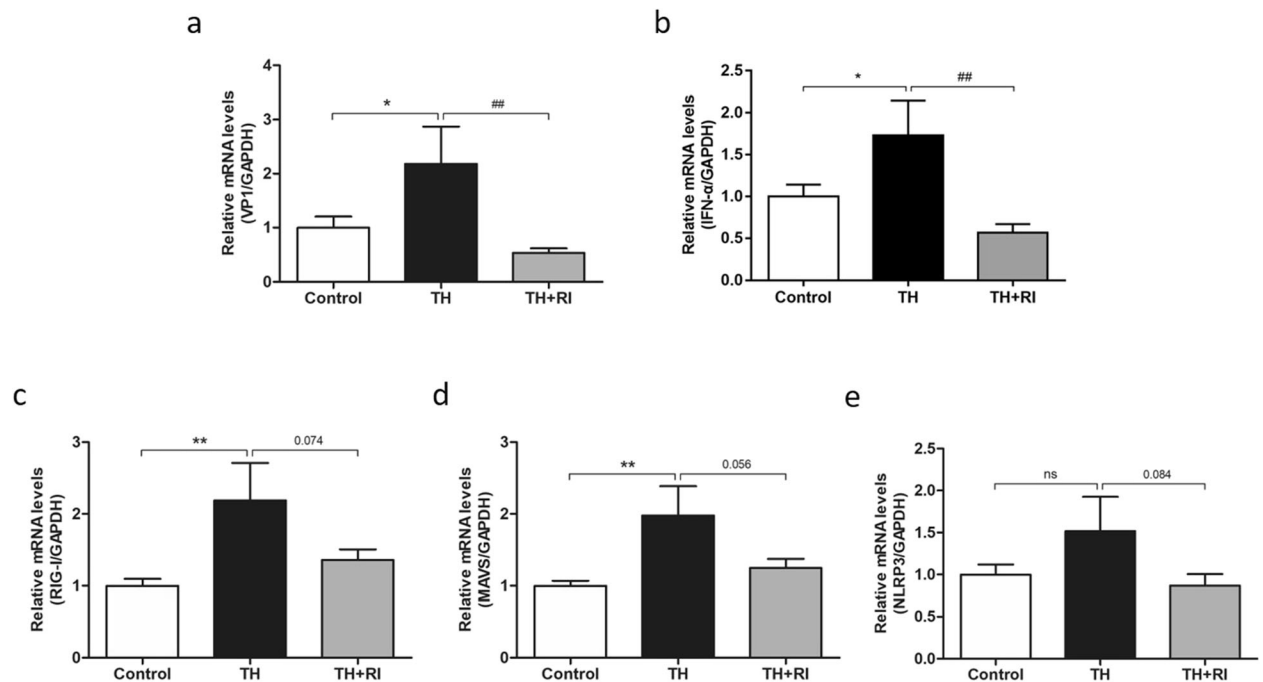 a
Relative mRNA levels
(VP1/GAPDH)
4
3
2
1
0
*
##
Control
TH
TH+RI
b
Relative mRNA levels
(IFN-α/GAPDH)
2.5
2.0
1.5
1.0
0.5
0.0
*
##
Control
TH
TH+RI
c
Relative mRNA levels
(RIG-I/GAPDH)
3
2
1
0
**
0.074
Control
TH
TH+RI
d
Relative mRNA levels
(MAVS/GAPDH)
3
2
1
0
**
0.056
Control
TH
TH+RI
e
Relative mRNA levels
(NLRP3/GAPDH)
2.5
2.0
1.5
1.0
0.5
0.0
ns
0.084
Control
TH
TH+RI